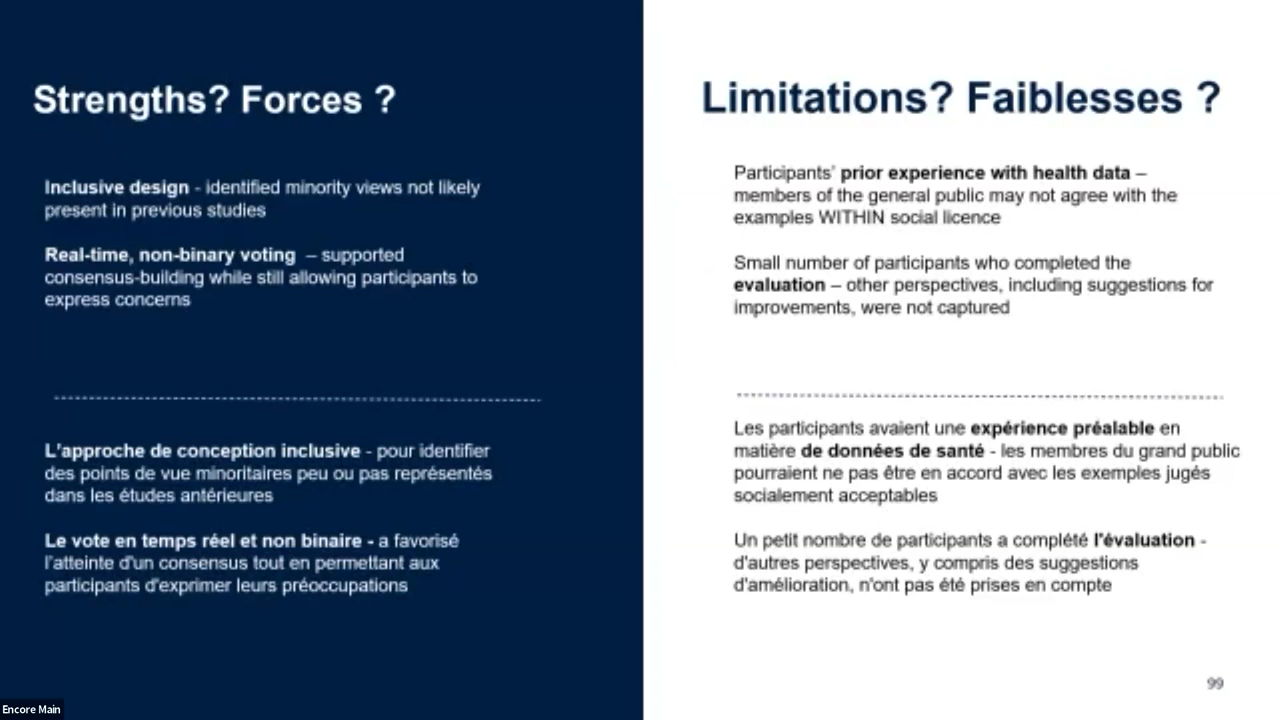 Strengths? Forces ?
Inclusive design - identified minority views not likely
present in previous studies
Real-time, non-binary voting – supported
consensus-building while still allowing participants to
express concerns
L'approche de conception inclusive - pour identifier
des points de vue minoritaires peu ou pas représentés
dans les études antérieures
Le vote en temps réel et non binaire - a favorisé
l'atteinte d'un consensus tout en permettant aux
participants d'exprimer leurs préoccupations
Limitations? Faiblesses ?
Participants' prior experience with health data –
members of the general public may not agree with the
examples WITHIN social licence
Small number of participants who completed the
evaluation – other perspectives, including suggestions for
improvements, were not captured
Les participants avaient une expérience préalable en
matière de données de santé - les membres du grand public
pourraient ne pas être en accord avec les exemples jugés
socialement acceptables
Un petit nombre de participants a complété l'évaluation -
d'autres perspectives, y compris des suggestions
d'amélioration, n'ont pas été prises en compte
99
Encore Main